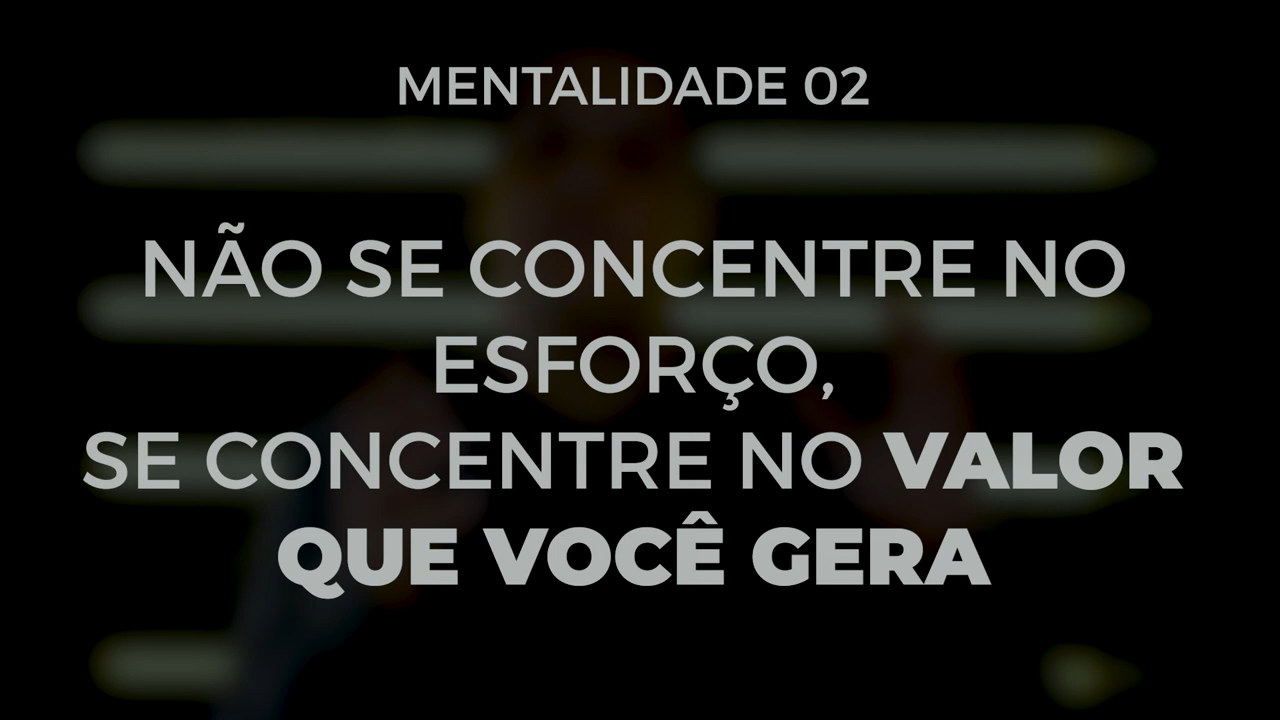 MENTALIDADE 02
NÃO SE CONCENTRE NO
ESFORÇO,
SE CONCENTRE NO VALOR
QUE VOCÊ GERA